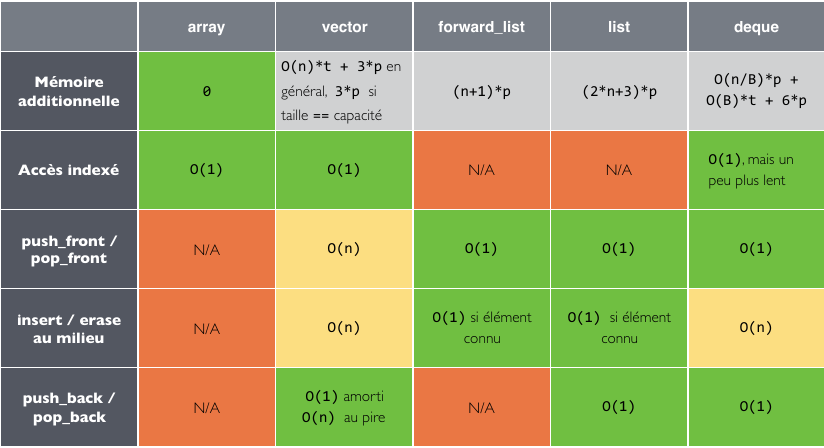 array vector forward_list list deque
Mémoire
additionnelle
0
O(n)*t + 3*p en
général, 3*p si
taille == capacité
(n+1)*p
(2*n+3)*p
O(n/B)*p +
O(B)*t + 6*p
Accès indexé
O(1)
O(1)
N/A
N/A
O(1), mais un
peu plus lent
push_front /
pop_front
N/A
O(n)
O(1)
O(1)
O(1)
insert / erase
au milieu
N/A
O(n)
O(1) si élément
connu
O(1) si élément
connu
O(n)
push_back /
pop_back
N/A
O(1) amorti
O(n) au pire
N/A
O(1)
O(1)